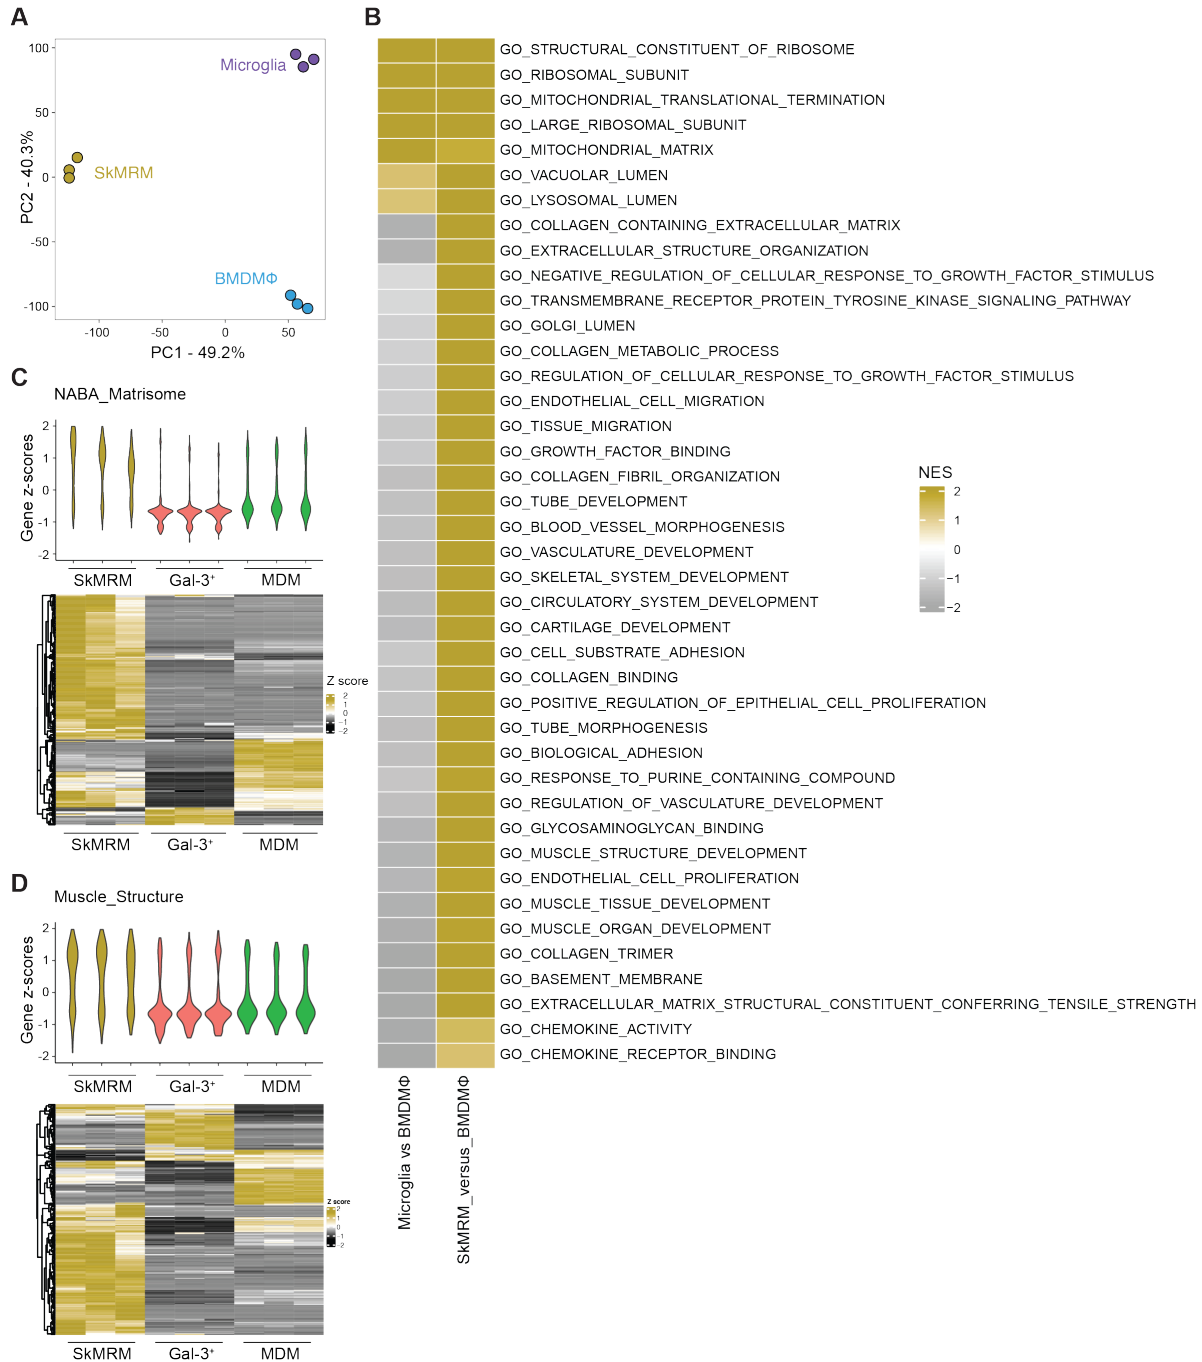 A
100
50
0
-50
-100
PC2 - 40.3%
Microglia
SkMRM
BMDMΦ
-100
-50
0
50
PC1 - 49.2%
B
GO_STRUCTURAL_CONSTITUENT_OF_RIBOSOME
GO_RIBOSOMAL_SUBUNIT
GO_MITOCHONDRIAL_TRANSLATIONAL_TERMINATION
GO_LARGE_RIBOSOMAL_SUBUNIT
GO_MITOCHONDRIAL_MATRIX
GO_VACUOLAR_LUMEN
GO_LYSOSOMAL_LUMEN
GO_COLLAGEN_CONTAINING_EXTRACELLULAR_MATRIX
GO_EXTRACELLULAR_STRUCTURE_ORGANIZATION
GO_NEGATIVE_REGULATION_OF_CELLULAR_RESPONSE_TO_GROWTH_FACTOR_STIMULUS
GO_TRANSMEMBRANE_RECEPTOR_PROTEIN_TYROSINE_KINASE_SIGNALING_PATHWAY
GO_GOLGI_LUMEN
GO_COLLAGEN_METABOLIC_PROCESS
GO_REGULATION_OF_CELLULAR_RESPONSE_TO_GROWTH_FACTOR_STIMULUS
GO_ENDOTHELIAL_CELL_MIGRATION
GO_TISSUE_MIGRATION
GO_GROWTH_FACTOR_BINDING
GO_COLLAGEN_FIBRIL_ORGANIZATION
GO_TUBE_DEVELOPMENT
GO_BLOOD_VESSEL_MORPHOGENESIS
GO_VASCULATURE_DEVELOPMENT
GO_SKELETAL_SYSTEM_DEVELOPMENT
GO_CIRCULATORY_SYSTEM_DEVELOPMENT
GO_CARTILAGE_DEVELOPMENT
GO_CELL_SUBSTRATE_ADHESION
GO_COLLAGEN_BINDING
GO_POSITIVE_REGULATION_OF_EPITHELIAL_CELL_PROLIFERATION
GO_TUBE_MORPHOGENESIS
GO_BIOLOGICAL_ADHESION
GO_RESPONSE_TO_PURINE_CONTAINING_COMPOUND
GO_REGULATION_OF_VASCULATURE_DEVELOPMENT
GO_GLYCOSAMINOGLYCAN_BINDING
GO_MUSCLE_STRUCTURE_DEVELOPMENT
GO_ENDOTHELIAL_CELL_PROLIFERATION
GO_MUSCLE_TISSUE_DEVELOPMENT
GO_MUSCLE_ORGAN_DEVELOPMENT
GO_COLLAGEN_TRIMER
GO_BASEMENT_MEMBRANE
GO_EXTRACELLULAR_MATRIX_STRUCTURAL_CONSTITUENT_CONFERRING_TENSILE_STRENGTH
GO_CHEMOKINE_ACTIVITY
GO_CHEMOKINE_RECEPTOR_BINDING
Microglia vs BMDMΦ
SkMRM_versus_BMDMΦ
NES
2
1
0
−1
−2
C
NABA_Matrisome
2
1
0
-1
-2
Gene z-scores
SkMRM
Gal-3⁺
MDM
Z score
2
1
0
−1
−2
SkMRM
Gal-3⁺
MDM
D
Muscle_Structure
2
1
0
-1
-2
Gene z-scores
SkMRM
Gal-3⁺
MDM
Z score
2
1
0
−1
−2
SkMRM
Gal-3⁺
MDM